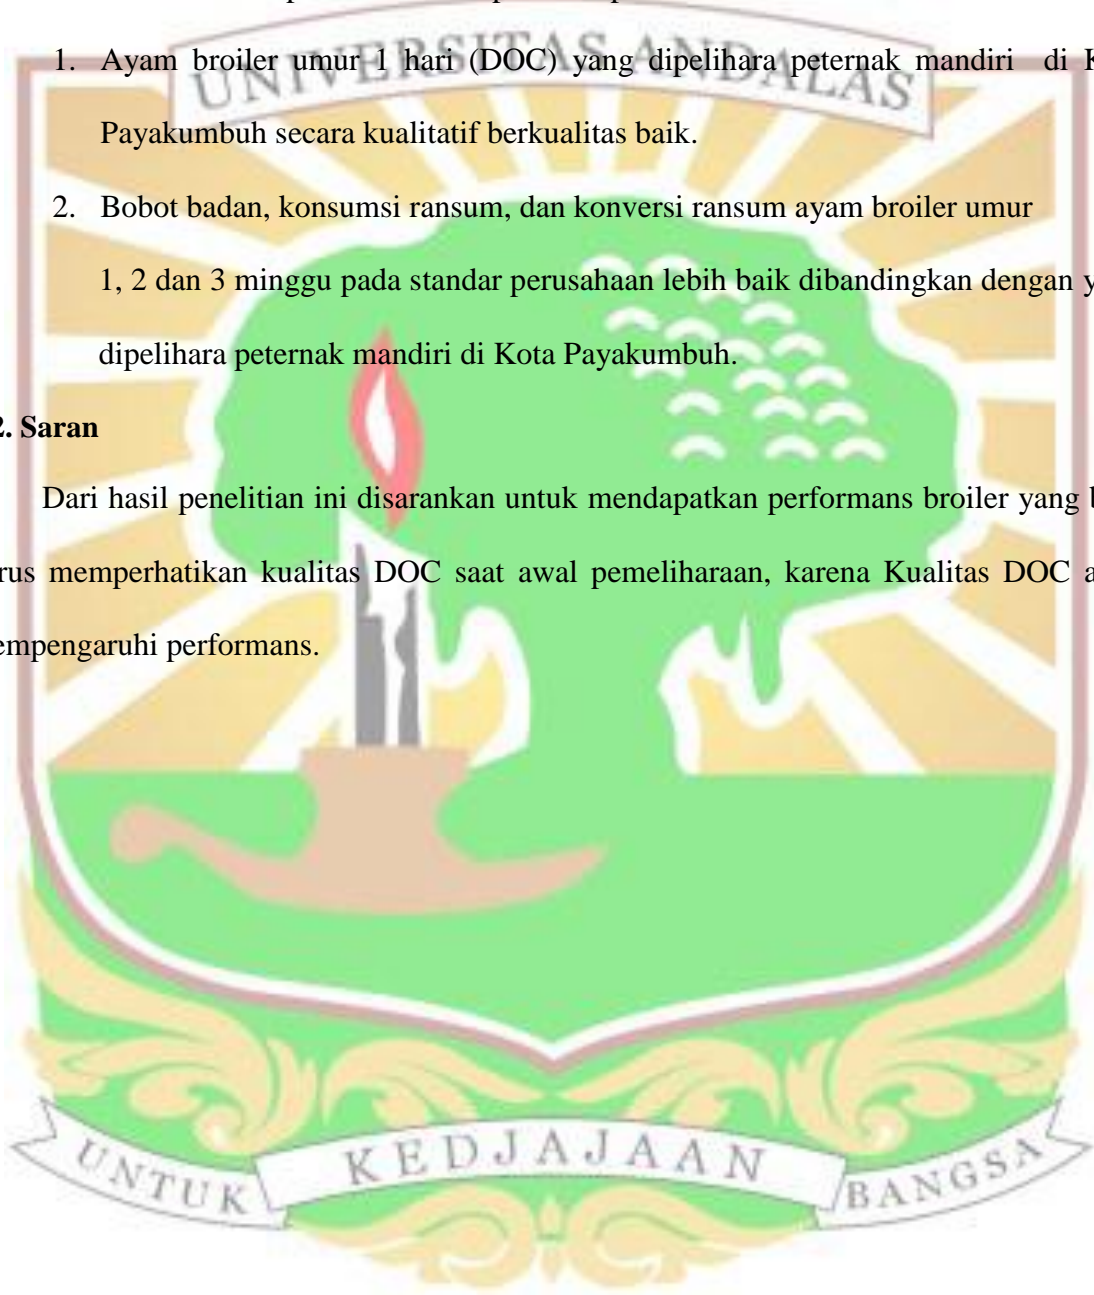 UNIVERSITAS ANDALAS
1. Ayam broiler umur 1 hari (DOC) yang dipelihara peternak mandiri di K
Payakumbuh secara kualitatif berkualitas baik.
2. Bobot badan, konsumsi ransum, dan konversi ransum ayam broiler umur
1, 2 dan 3 minggu pada standar perusahaan lebih baik dibandingkan dengan y
dipelihara peternak mandiri di Kota Payakumbuh.
2. Saran
Dari hasil penelitian ini disarankan untuk mendapatkan performans broiler yang b
rus memperhatikan kualitas DOC saat awal pemeliharaan, karena Kualitas DOC a
empengaruhi performans.
UNTUK KEDJAJAAN BANGSA